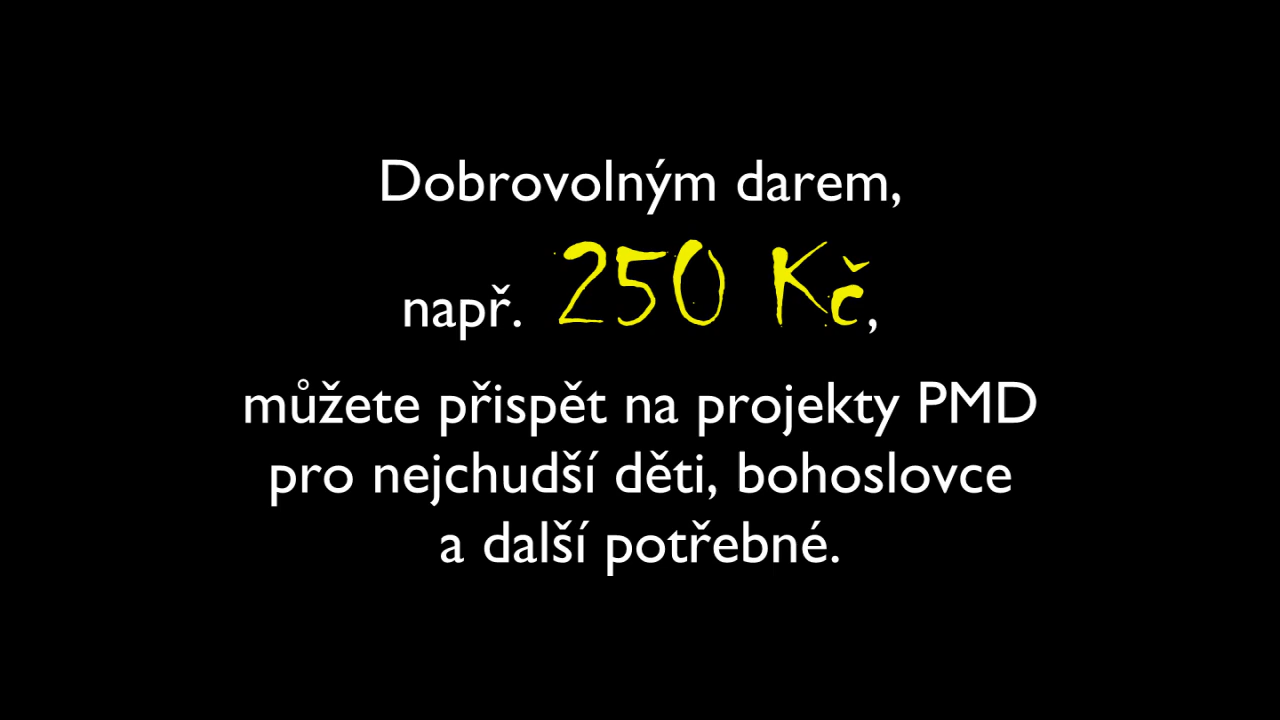 Dobrovolným darem,
např. 250 Kč,
můžete přispět na projekty PMD
pro nejchudší děti, bohoslovce
a další potřebné.